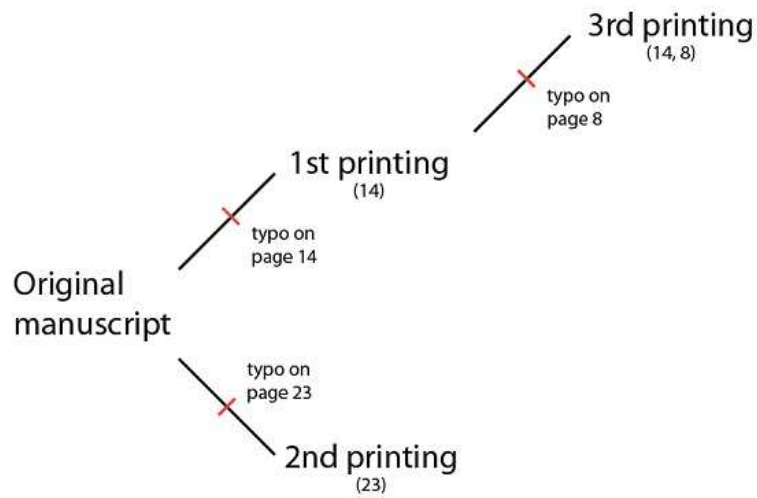 3rd printing
(14, 8)
typo on
page 8
1st printing
(14)
typo on
page 14
Original
manuscript
typo on
page 23
2nd printing
(23)